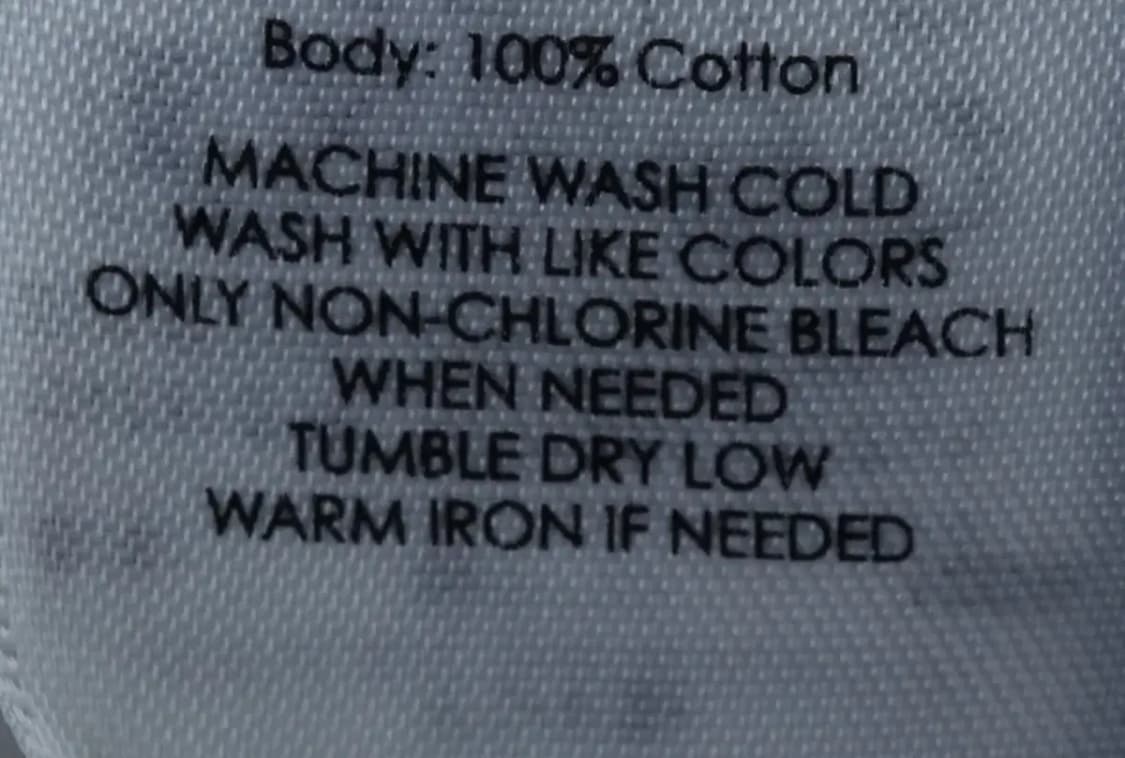 Body: 100% Cotton
MACHINE WASH COLD
WASH WITH LIKE COLORS
ONLY NON-CHLORINE BLEACH
WHEN NEEDED
TUMBLE DRY LOW
WARM IRON IF NEEDED